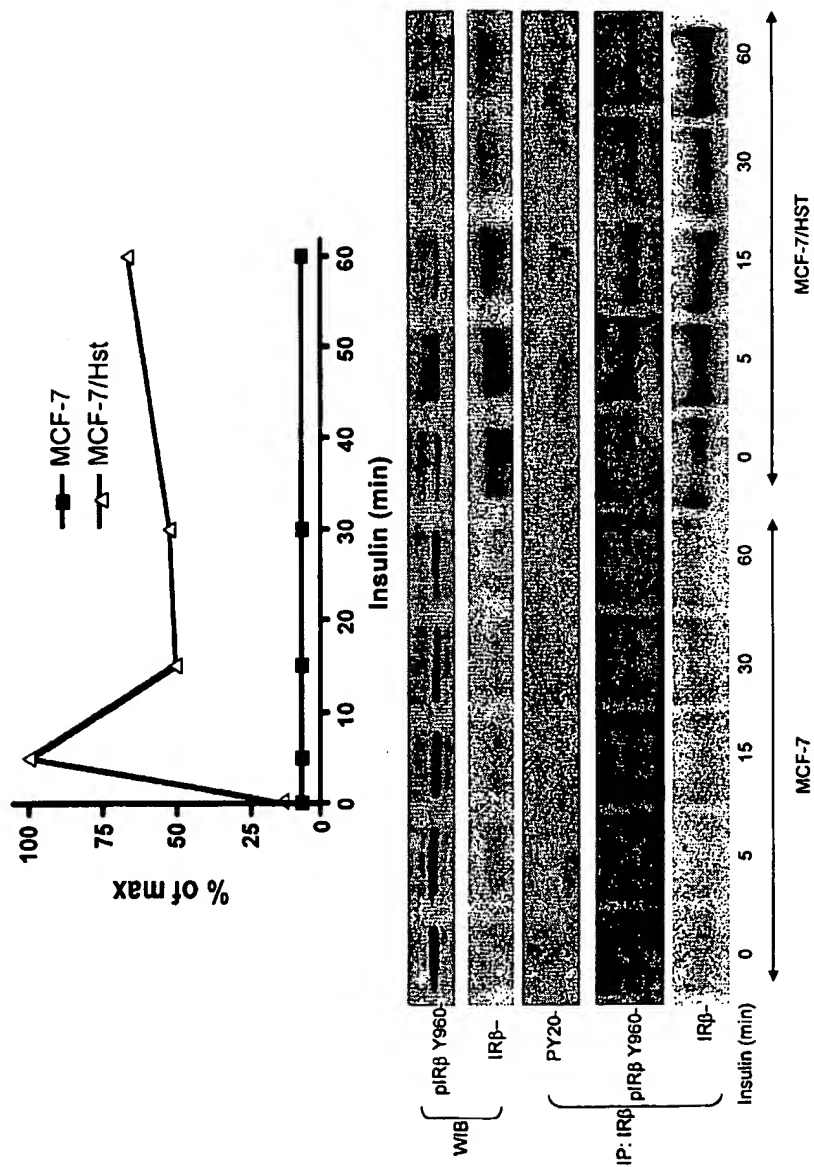 % of max
100
75
50
25
0
0 10 20 30 40 50 60
Insulin (min)
MCF-7
MCF-7/Hst
WIB
pIRβ Y960-
IRβ–
IP: IRβ
PY20-
pIRβ Y960-
IRβ–
Insulin (min) 0 5 15 30 60 0 5 15 30 60
MCF-7 MCF-7/HST